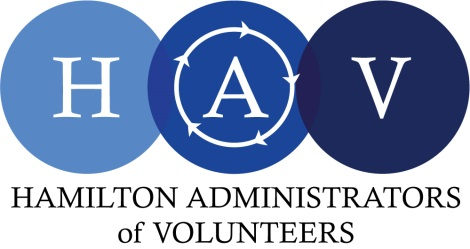 H A V
HAMILTON ADMINISTRATORS
of VOLUNTEERS